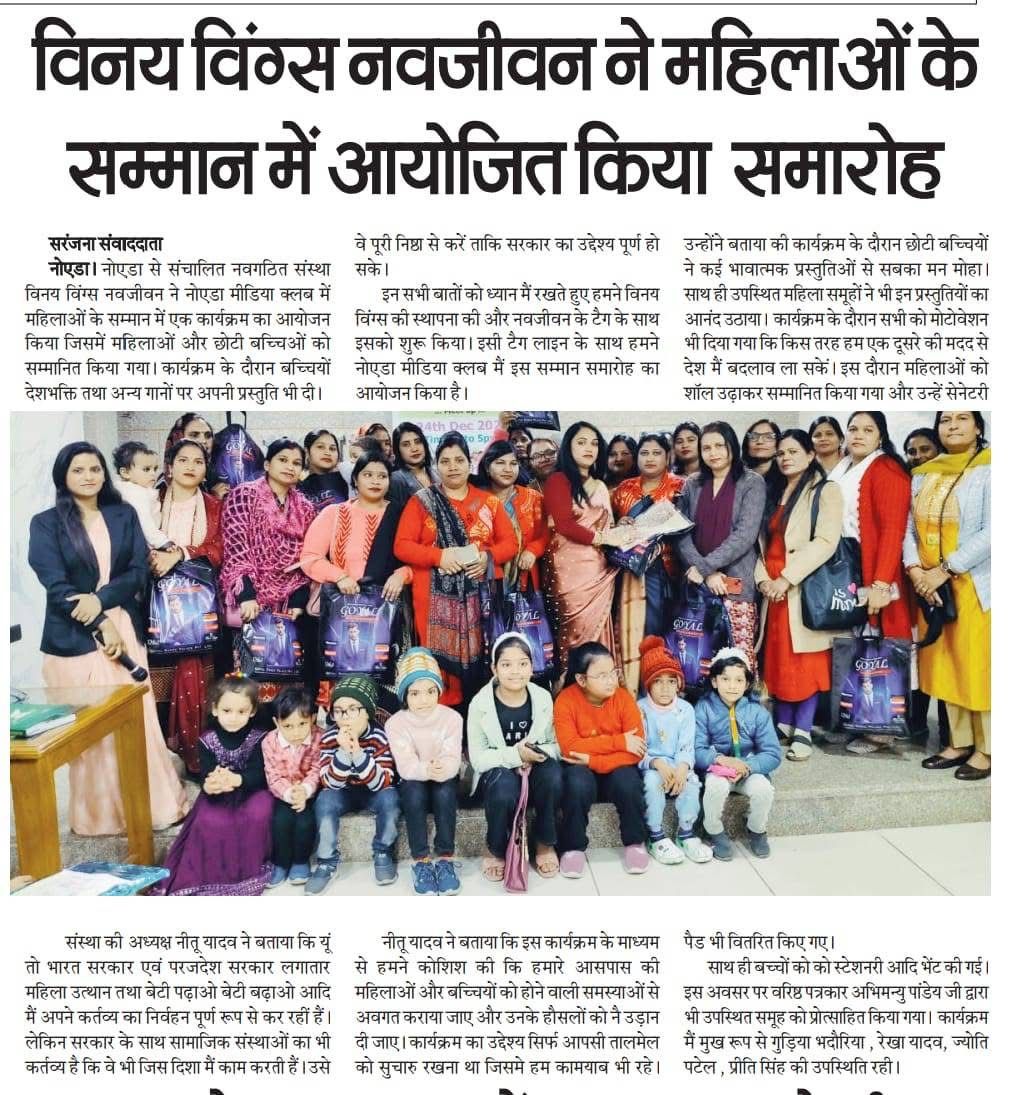 विनय विंग्स नवजीवन ने महिलाओं के
सम्मान में आयोजित किया समारोह
सरंजना संवाददाता
नोएडा। नोएडा से संचालित नवगठित संस्था
विनय विंग्स नवजीवन ने नोएडा मीडिया क्लब में
महिलाओं के सम्मान में एक कार्यक्रम का आयोजन
किया जिसमें महिलाओं और छोटी बच्चिओं को
सम्मानित किया गया। कार्यक्रम के दौरान बच्चियों
देशभक्ति तथा अन्य गानों पर अपनी प्रस्तुति भी दी।
संस्था की अध्यक्ष नीतू यादव ने बताया कि यूं
तो भारत सरकार एवं परजदेश सरकार लगातार
महिला उत्थान तथा बेटी पढ़ाओ बेटी बढ़ाओ आदि
मैं अपने कर्तव्य का निर्वहन पूर्ण रूप से कर रहीं हैं।
लेकिन सरकार के साथ सामाजिक संस्थाओं का भी
कर्तव्य है कि वे भी जिस दिशा मैं काम करती हैं। उसे
वे पूरी निष्ठा से करें ताकि सरकार का उद्देश्य पूर्ण हो
सके।
इन सभी बातों को ध्यान मैं रखते हुए हमने विनय
विंग्स की स्थापना की और नवजीवन के टैग के साथ
इसको शुरू किया। इसी टैग लाइन के साथ हमने
नोएडा मीडिया क्लब मैं इस सम्मान समारोह का
आयोजन किया है।
नीतू यादव ने बताया कि इस कार्यक्रम के माध्यम
से हमने कोशिश की कि हमारे आसपास की
महिलाओं और बच्चियों को होने वाली समस्याओं से
अवगत कराया जाए और उनके हौसलों को नै उड़ान
दी जाए। कार्यक्रम का उद्देश्य सिर्फ आपसी तालमेल
को सुचारु रखना था जिसमे हम कामयाब भी रहे।
उन्होंने बताया की कार्यक्रम के दौरान छोटी बच्चियों
ने कई भावात्मक प्रस्तुतिओं से सबका मन मोहा।
साथ ही उपस्थित महिला समूहों ने भी इन प्रस्तुतियों का
आनंद उठाया। कार्यक्रम के दौरान सभी को मोटोवेशन
भी दिया गया कि किस तरह हम एक दूसरे की मदद से
देश मैं बदलाव ला सकें। इस दौरान महिलाओं को
शॉल उढ़ाकर सम्मानित किया गया और उन्हें सेनेटरी
पैड भी वितरित किए गए।
साथ ही बच्चों को को स्टेशनरी आदि भेंट की गई।
इस अवसर पर वरिष्ठ पत्रकार अभिमन्यु पांडेय जी द्वारा
भी उपस्थित समूह को प्रोत्साहित किया गया। कार्यक्रम
मैं मुख रूप से गुड़िया भदौरिया , रेखा यादव, ज्योति
पटेल , प्रीति सिंह की उपस्थिति रही।
24th Dec
GOYAL
GOYAL
GOYAL
GOYAL